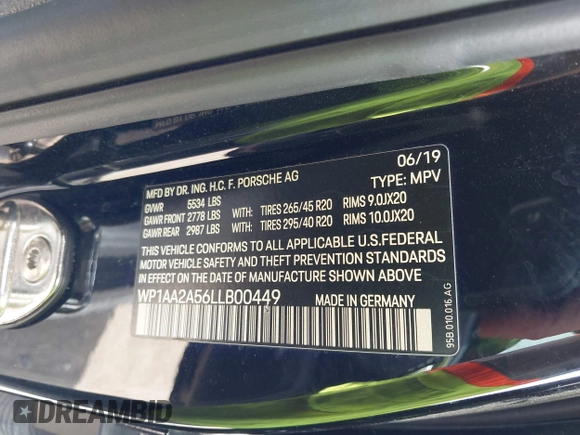 06/19
MFD BY DR. ING. H.C. F. PORSCHE AG TYPE: MPV
GVWR 5534 LBS
GAWR FRONT 2778 LBS WITH: TIRES 265/45 R20 RIMS 9.0JX20
GAWR REAR 2987 LBS WITH: TIRES 295/40 R20 RIMS 10.0JX20
THIS VEHICLE CONFORMS TO ALL APPLICABLE U.S.FEDERAL
MOTOR VEHICLE SAFETY AND THEFT PREVENTION STANDARDS
IN EFFECT ON THE DATE OF MANUFACTURE SHOWN ABOVE.
WP1AA2A56LLB00449 MADE IN GERMANY
95B.010.016.AG
DREAMBID